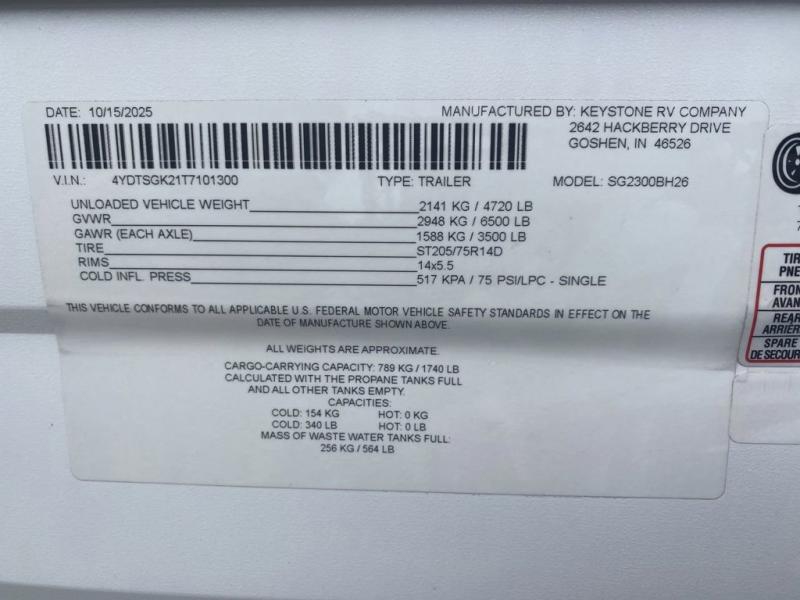 DATE: 10/15/2025
MANUFACTURED BY: KEYSTONE RV COMPANY
2642 HACKBERRY DRIVE
GOSHEN, IN 46526
V.I.N.: 4YDTSGK21T7101300 TYPE: TRAILER MODEL: SG2300BH26
UNLOADED VEHICLE WEIGHT 2141 KG / 4720 LB
GVWR 2948 KG / 6500 LB
GAWR (EACH AXLE) 1588 KG / 3500 LB
TIRE ST205/75R14D
RIMS 14x5.5
COLD INFL. PRESS 517 KPA / 75 PSI/LPC - SINGLE
THIS VEHICLE CONFORMS TO ALL APPLICABLE U.S. FEDERAL MOTOR VEHICLE SAFETY STANDARDS IN EFFECT ON THE
DATE OF MANUFACTURE SHOWN ABOVE.
ALL WEIGHTS ARE APPROXIMATE.
CARGO-CARRYING CAPACITY: 789 KG / 1740 LB
CALCULATED WITH THE PROPANE TANKS FULL
AND ALL OTHER TANKS EMPTY.
CAPACITIES:
COLD: 154 KG HOT: 0 KG
COLD: 340 LB HOT: 0 LB
MASS OF WASTE WATER TANKS FULL:
256 KG / 564 LB
TIR
PNE
FRON
AVAN
REAR
ARRIÈR
SPARE
DE SECOUR